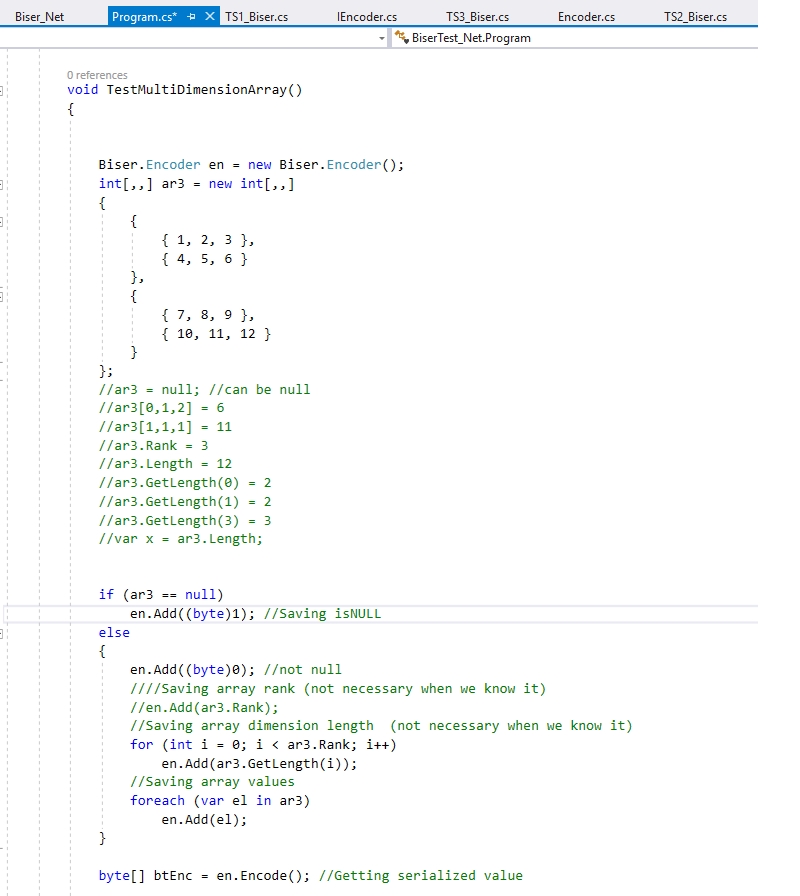 Biser_Net Program.cs* TS1_Biser.cs IEncoder.cs TS3_Biser.cs Encoder.cs TS2_Biser.cs
BiserTest_Net.Program
0 references
void TestMultiDimensionArray()
{
Biser.Encoder en = new Biser.Encoder();
int[,,] ar3 = new int[,,]
{
{
{ 1, 2, 3 },
{ 4, 5, 6 }
},
{
{ 7, 8, 9 },
{ 10, 11, 12 }
}
};
//ar3 = null; //can be null
//ar3[0,1,2] = 6
//ar3[1,1,1] = 11
//ar3.Rank = 3
//ar3.Length = 12
//ar3.GetLength(0) = 2
//ar3.GetLength(1) = 2
//ar3.GetLength(3) = 3
//var x = ar3.Length;
if (ar3 == null)
en.Add((byte)1); //Saving isNULL
else
{
en.Add((byte)0); //not null
////Saving array rank (not necessary when we know it)
//en.Add(ar3.Rank);
//Saving array dimension length  (not necessary when we know it)
for (int i = 0; i < ar3.Rank; i++)
en.Add(ar3.GetLength(i));
//Saving array values
foreach (var el in ar3)
en.Add(el);
}
byte[] btEnc = en.Encode(); //Getting serialized value